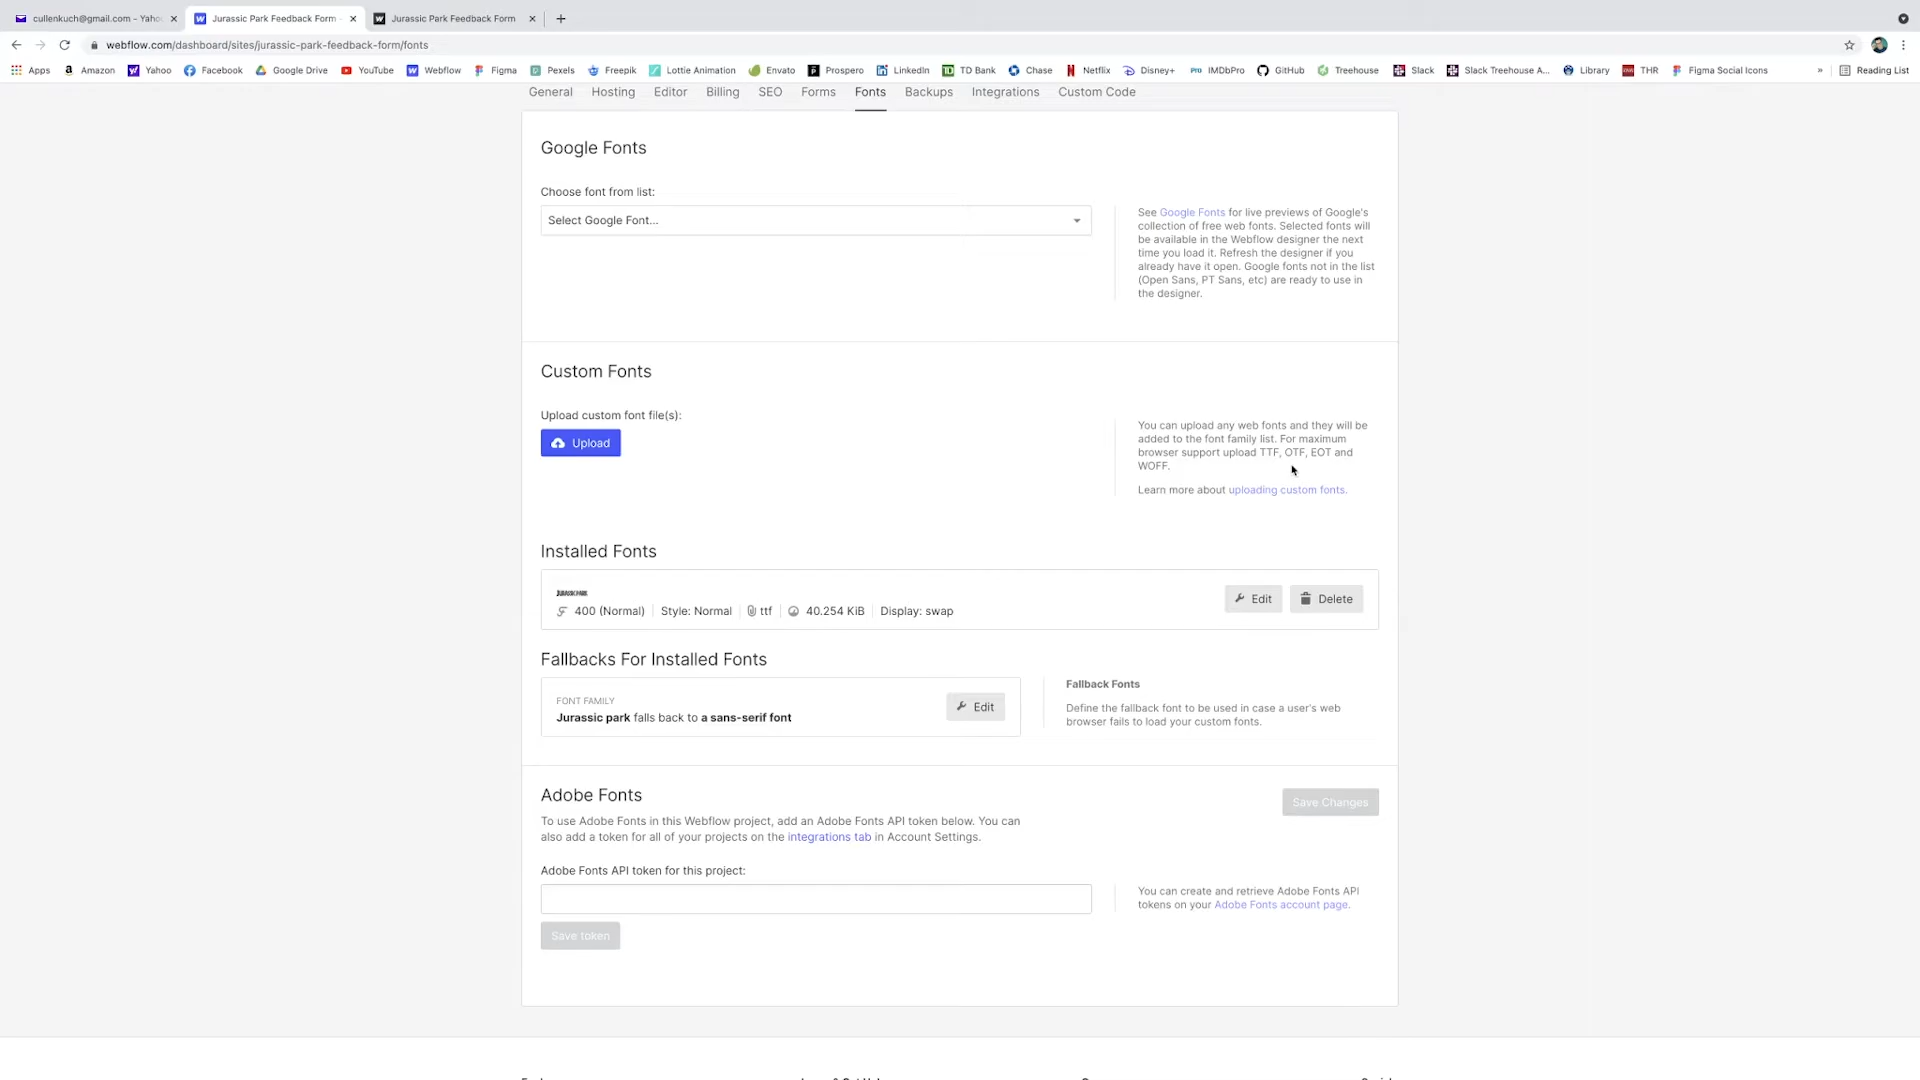 cullenkuch@gmail.com - Yaho
Jurassic Park Feedback Form -
Jurassic Park Feedback Form
webflow.com/dashboard/sites/jurassic-park-feedback-form/fonts
Apps
Amazon
Yahoo
Facebook
Google Drive
YouTube
Webflow
Figma
Pexels
Freepik
Lottie Animation
Envato
Prospero
LinkedIn
TD Bank
Chase
Netflix
Disney+
IMDbPro
GitHub
Treehouse
Slack
Slack Treehouse A...
Library
THR
Figma Social Icons
»
Reading List
General Hosting Editor Billing SEO Forms Fonts Backups Integrations Custom Code
Google Fonts
Choose font from list:
Select Google Font...
See Google Fonts for live previews of Google's
collection of free web fonts. Selected fonts will
be available in the Webflow designer the next
time you load it. Refresh the designer if you
already have it open. Google fonts not in the list
(Open Sans, PT Sans, etc) are ready to use in
the designer.
Custom Fonts
Upload custom font file(s):
Upload
You can upload any web fonts and they will be
added to the font family list. For maximum
browser support upload TTF, OTF, EOT and
WOFF.
Learn more about uploading custom fonts.
Installed Fonts
JURASSIC PARK
400 (Normal) Style: Normal ttf 40.254 KiB Display: swap
Edit
Delete
Fallbacks For Installed Fonts
FONT FAMILY
Jurassic park falls back to a sans-serif font
Edit
Fallback Fonts
Define the fallback font to be used in case a user's web
browser fails to load your custom fonts.
Adobe Fonts
Save Changes
To use Adobe Fonts in this Webflow project, add an Adobe Fonts API token below. You can
also add a token for all of your projects on the integrations tab in Account Settings.
Adobe Fonts API token for this project:
You can create and retrieve Adobe Fonts API
tokens on your Adobe Fonts account page.
Save token